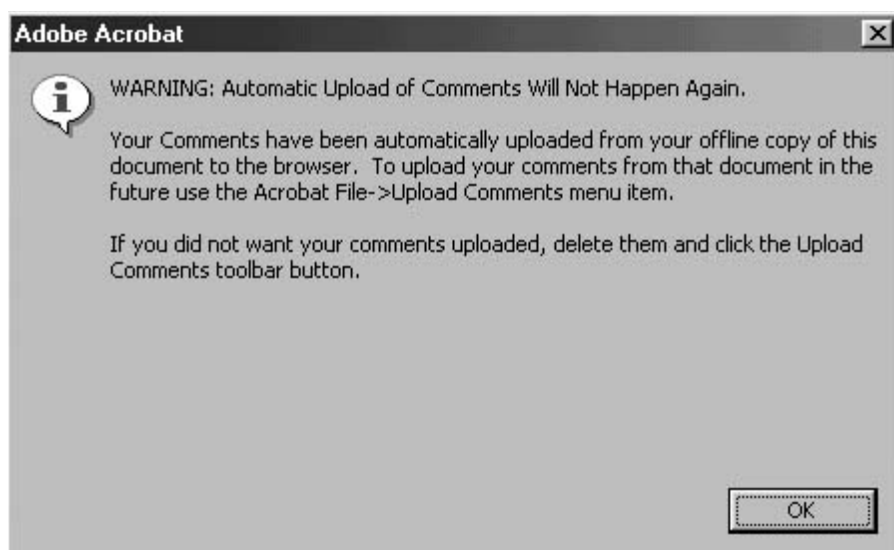 Adobe Acrobat
WARNING: Automatic Upload of Comments Will Not Happen Again.
Your Comments have been automatically uploaded from your offline copy of this
document to the browser.  To upload your comments from that document in the
future use the Acrobat File->Upload Comments menu item.
If you did not want your comments uploaded, delete them and click the Upload
Comments toolbar button.
OK